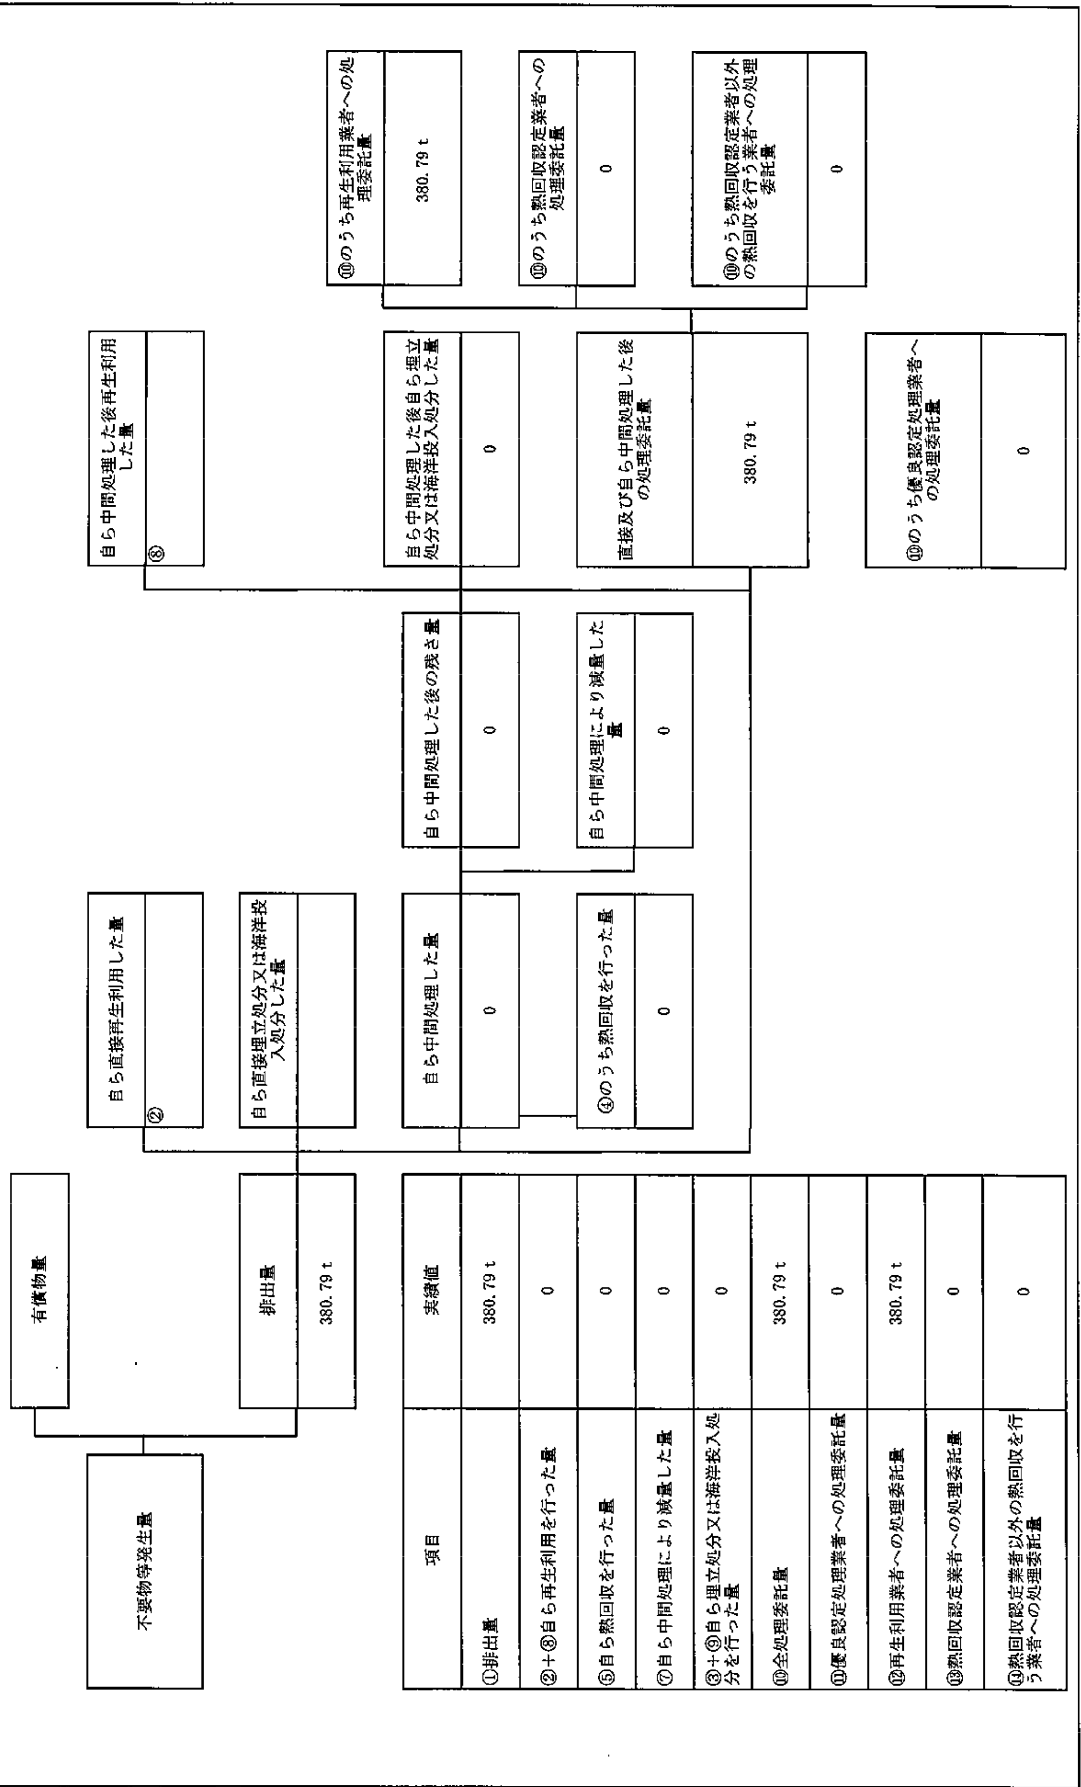 有償物量
不要物等発生量
排出量
380.79 t
自ら直接再生利用した量
②
自ら直接埋立処分又は海洋投
入処分した量
自ら中間処理した量
0
④のうち熱回収を行った量
0
自ら中間処理した後の残さ量
0
自ら中間処理により減量した
量
0
自ら中間処理した後再生利用
した量
⑧
自ら中間処理した後自ら埋立
処分又は海洋投入処分した量
0
直接及び自ら中間処理した後
の処理委託量
380.79 t
⑩のうち優良認定処理業者へ
の処理委託量
0
⑩のうち再生利用業者への処
理委託量
380.79 t
⑩のうち熱回収認定業者への
処理委託量
0
⑩のうち熱回収認定業者以外
の熱回収を行う業者への処理
委託量
0
項目
実績値
①排出量
380.79 t
②+⑧自ら再生利用を行った量
0
⑤自ら熱回収を行った量
0
⑦自ら中間処理により減量した量
0
③+⑨自ら埋立処分又は海洋投入処
分を行った量
0
⑩全処理委託量
380.79 t
⑪優良認定処理業者への処理委託量
0
⑫再生利用業者への処理委託量
380.79 t
⑬熱回収認定業者への処理委託量
0
⑭熱回収認定業者以外の熱回収を行
う業者への処理委託量
0